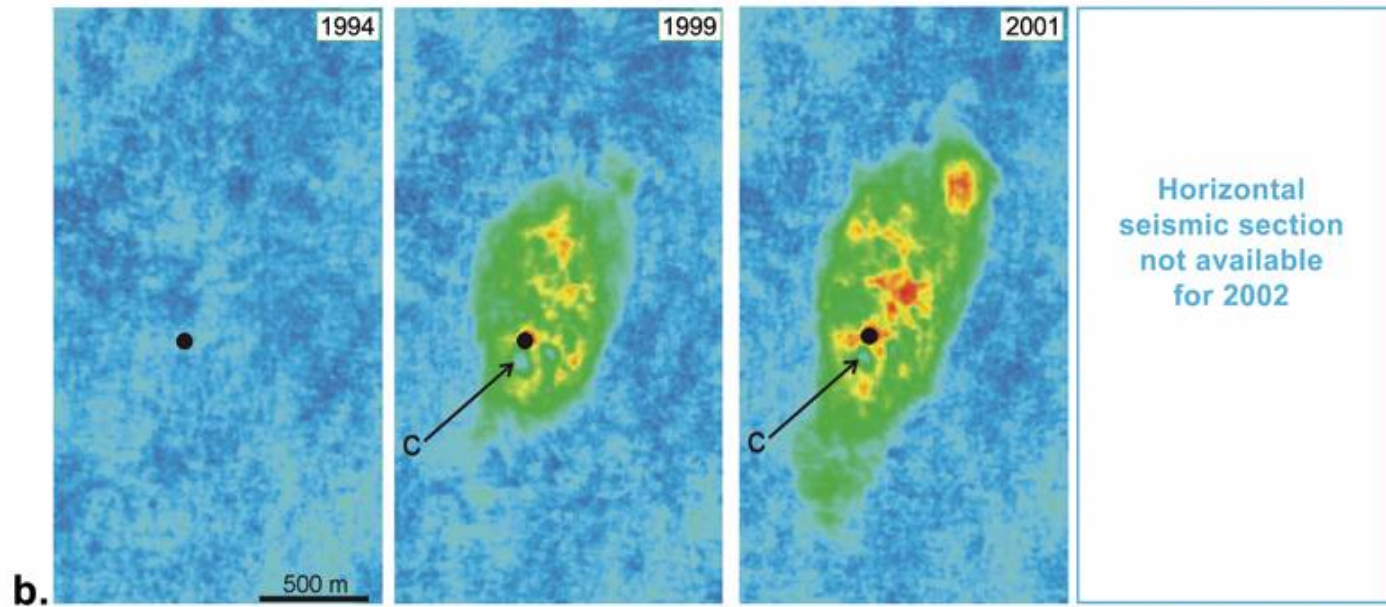 1994
1999
2001
Horizontal
seismic section
not available
for 2002
C
C
500 m
b.